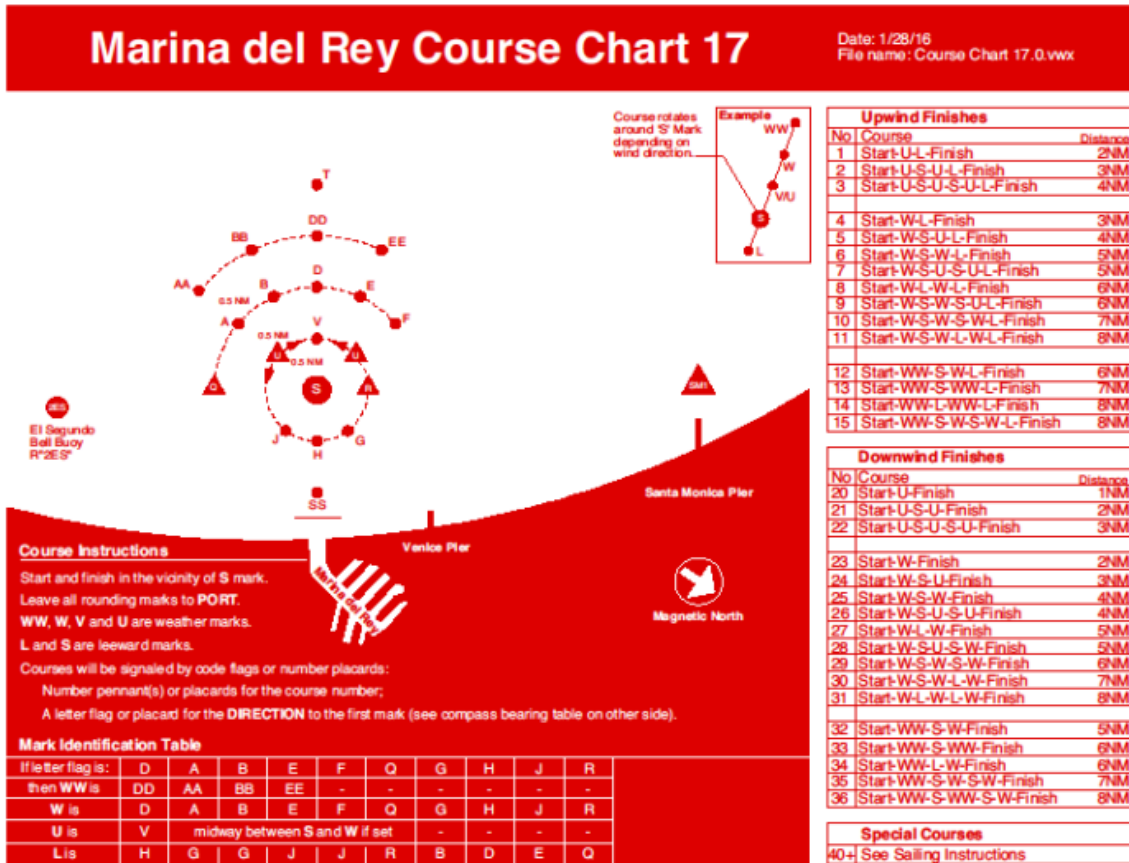 Marina del Rey Course Chart 17
Date: 1/28/16
File name: Course Chart 17.0.vwx
Course rotates
around 'S' Mark
depending on
wind direction.
Example
WW
W
V/U
S
L
T
DD
BB
EE
AA
D
B
E
0.5 NM
A
F
V
0.5 NM
U
U
0.5 NM
Q
S
R
J
G
H
SS
2ES
El Segundo
Bell Buoy
R"2ES"
SM1
Santa Monica Pier
Venice Pier
Marina del Rey
Magnetic North
Course Instructions
Start and finish in the vicinity of S mark.
Leave all rounding marks to PORT.
WW, W, V and U are weather marks.
L and S are leeward marks.
Courses will be signaled by code flags or number placards:
Number pennant(s) or placards for the course number;
A letter flag or placard for the DIRECTION to the first mark (see compass bearing table on other side).
Mark Identification Table
If letter flag is: D A B E F Q G H J R
then WW is DD AA BB EE - - - - - -
W is D A B E F Q G H J R
U is V midway between S and W if set - - - -
L is H G G J J R B D E Q
Upwind Finishes
No Course Distance
1 Start-U-L-Finish 2NM
2 Start-U-S-U-L-Finish 3NM
3 Start-U-S-U-S-U-L-Finish 4NM
4 Start-W-L-Finish 3NM
5 Start-W-S-U-L-Finish 4NM
6 Start-W-S-W-L-Finish 5NM
7 Start-W-S-U-S-U-L-Finish 5NM
8 Start-W-L-W-L-Finish 6NM
9 Start-W-S-W-S-U-L-Finish 6NM
10 Start-W-S-W-S-W-L-Finish 7NM
11 Start-W-S-W-L-W-L-Finish 8NM
12 Start-WW-S-W-L-Finish 6NM
13 Start-WW-S-WW-L-Finish 7NM
14 Start-WW-L-WW-L-Finish 8NM
15 Start-WW-S-W-S-W-L-Finish 8NM
Downwind Finishes
No Course Distance
20 Start-U-Finish 1NM
21 Start-U-S-U-Finish 2NM
22 Start-U-S-U-S-U-Finish 3NM
23 Start-W-Finish 2NM
24 Start-W-S-U-Finish 3NM
25 Start-W-S-W-Finish 4NM
26 Start-W-S-U-S-U-Finish 4NM
27 Start-W-L-W-Finish 5NM
28 Start-W-S-U-S-W-Finish 5NM
29 Start-W-S-W-S-W-Finish 6NM
30 Start-W-S-W-L-W-Finish 7NM
31 Start-W-L-W-L-W-Finish 8NM
32 Start-WW-S-W-Finish 5NM
33 Start-WW-S-WW-Finish 6NM
34 Start-WW-L-W-Finish 6NM
35 Start-WW-S-W-S-W-Finish 7NM
36 Start-WW-S-WW-S-W-Finish 8NM
Special Courses
40+ See Sailing Instructions